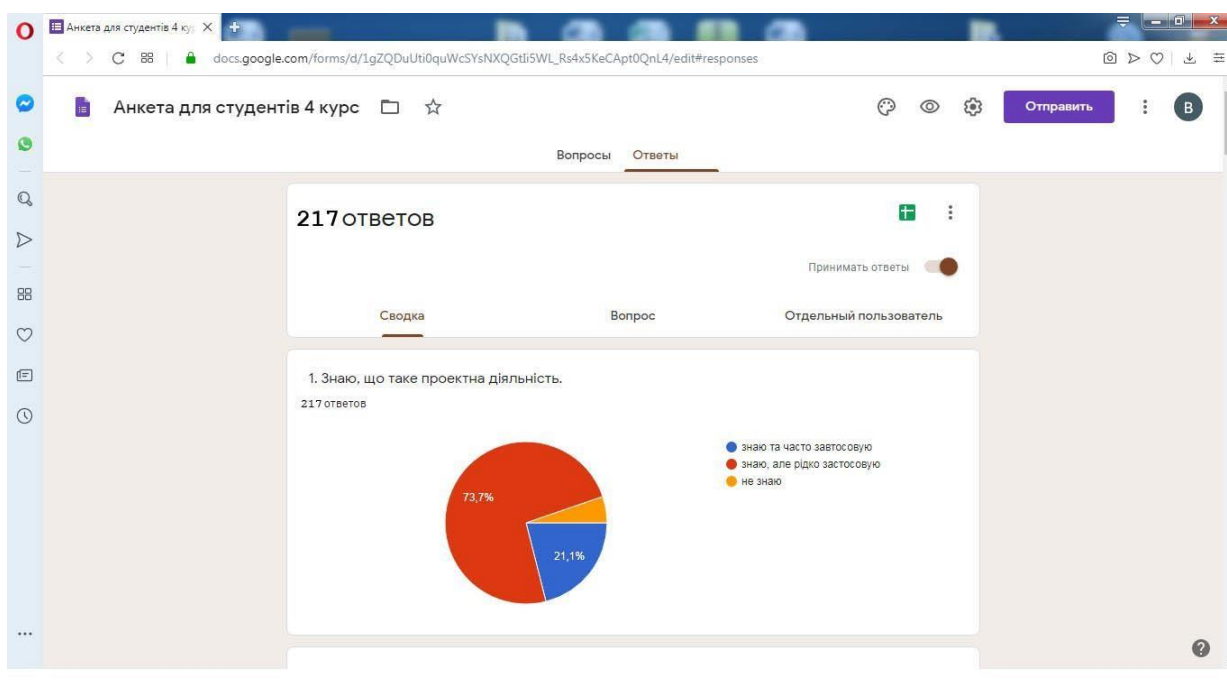 Анкета для студентів 4 ку
docs.google.com/forms/d/1gZQDuUti0quWcSYsNXQGtIi5WL_Rs4x5KeCApt0QnL4/edit#responses
Анкета для студентів 4 курс
Отправить
B
Вопросы Ответы
217 ответов
Принимать ответы
Сводка Вопрос Отдельный пользователь
1. Знаю, що таке проектна діяльність.
217 ответов
знаю та часто завтосовую
знаю, але рідко застосовую
не знаю
73,7%
21,1%